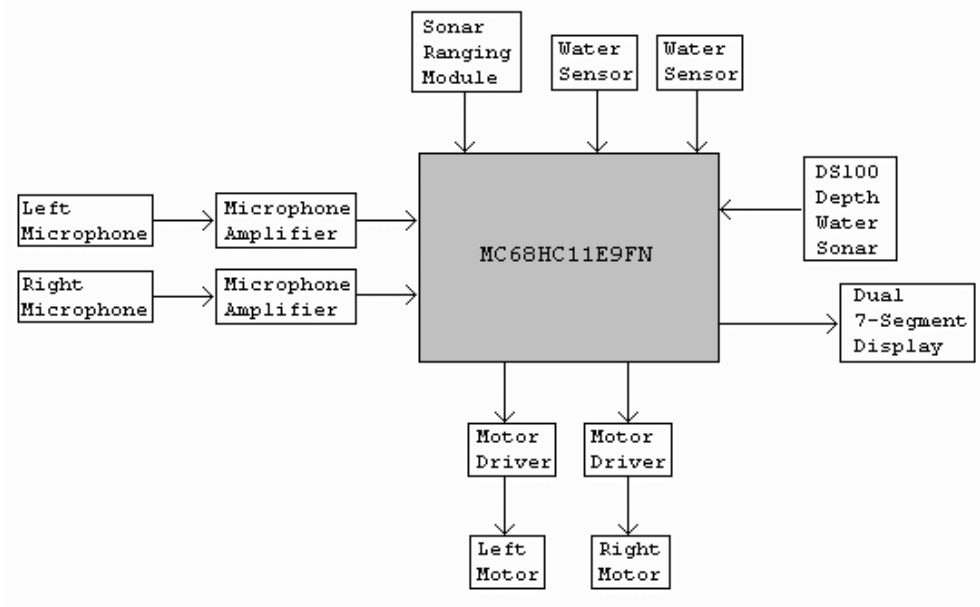 Sonar
Ranging
Module
Water
Sensor
Water
Sensor
DS100
Depth
Water
Sonar
Left
Microphone
Microphone
Amplifier
MC68HC11E9FN
Right
Microphone
Microphone
Amplifier
Dual
7-Segment
Display
Motor
Driver
Motor
Driver
Left
Motor
Right
Motor